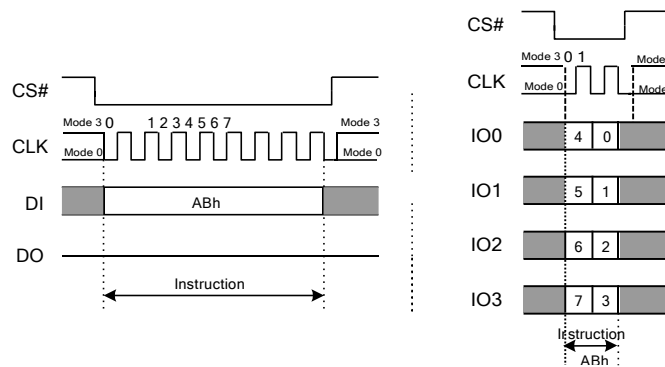 CS#
Mode 3 0 1 2 3 4 5 6 7 Mode 3
CLK
Mode 0 Mode 0
DI ABh
DO
Instruction
CS#
Mode 3 0 1 Mode
CLK
Mode 0 Mode
IO0 4 0
IO1 5 1
IO2 6 2
IO3 7 3
Instruction
ABh